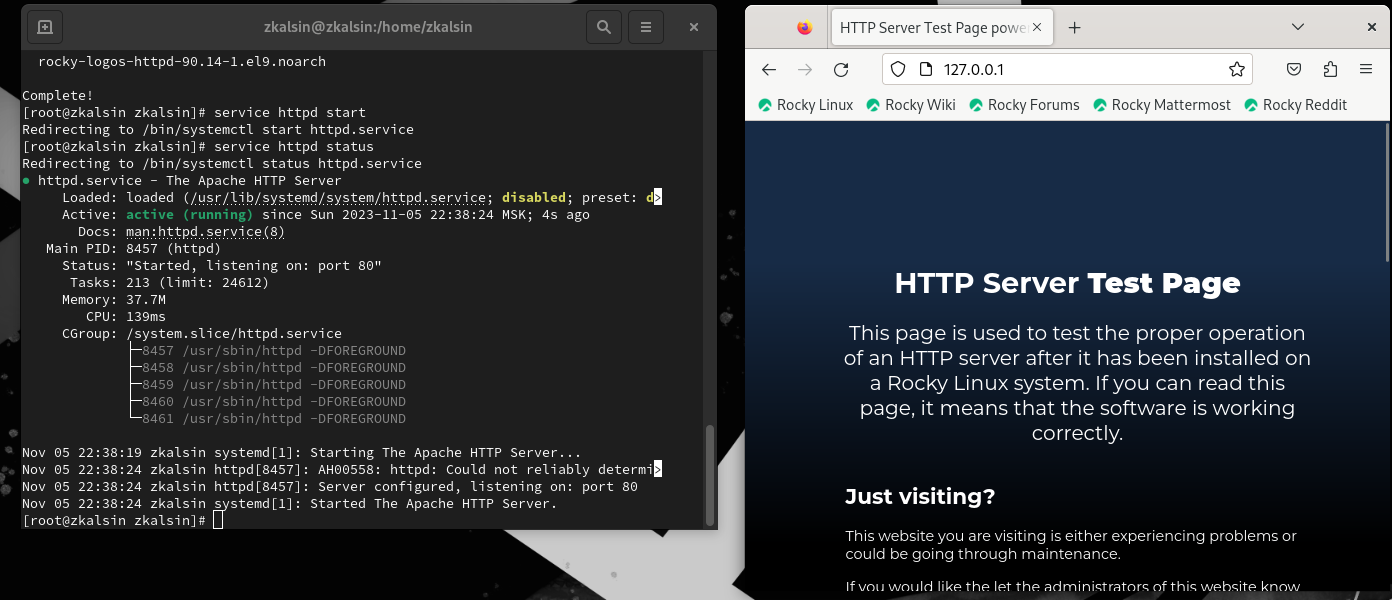 zkalsin@zkalsin:/home/zkalsin
rocky-logos-httpd-90.14-1.el9.noarch
Complete!
[root@zkalsin zkalsin]# service httpd start
Redirecting to /bin/systemctl start httpd.service
[root@zkalsin zkalsin]# service httpd status
Redirecting to /bin/systemctl status httpd.service
● httpd.service - The Apache HTTP Server
Loaded: loaded (/usr/lib/systemd/system/httpd.service; disabled; preset: d>
Active: active (running) since Sun 2023-11-05 22:38:24 MSK; 4s ago
Docs: man:httpd.service(8)
Main PID: 8457 (httpd)
Status: "Started, listening on: port 80"
Tasks: 213 (limit: 24612)
Memory: 37.7M
CPU: 139ms
CGroup: /system.slice/httpd.service
├─8457 /usr/sbin/httpd -DFOREGROUND
├─8458 /usr/sbin/httpd -DFOREGROUND
├─8459 /usr/sbin/httpd -DFOREGROUND
├─8460 /usr/sbin/httpd -DFOREGROUND
└─8461 /usr/sbin/httpd -DFOREGROUND
Nov 05 22:38:19 zkalsin systemd[1]: Starting The Apache HTTP Server...
Nov 05 22:38:24 zkalsin httpd[8457]: AH00558: httpd: Could not reliably determi>
Nov 05 22:38:24 zkalsin httpd[8457]: Server configured, listening on: port 80
Nov 05 22:38:24 zkalsin systemd[1]: Started The Apache HTTP Server.
[root@zkalsin zkalsin]#
HTTP Server Test Page powe
127.0.0.1
Rocky Linux Rocky Wiki Rocky Forums Rocky Mattermost Rocky Reddit
HTTP Server Test Page
This page is used to test the proper operation
of an HTTP server after it has been installed on
a Rocky Linux system. If you can read this
page, it means that the software is working
correctly.
Just visiting?
This website you are visiting is either experiencing problems or
could be going through maintenance.
If you would like the let the administrators of this website know